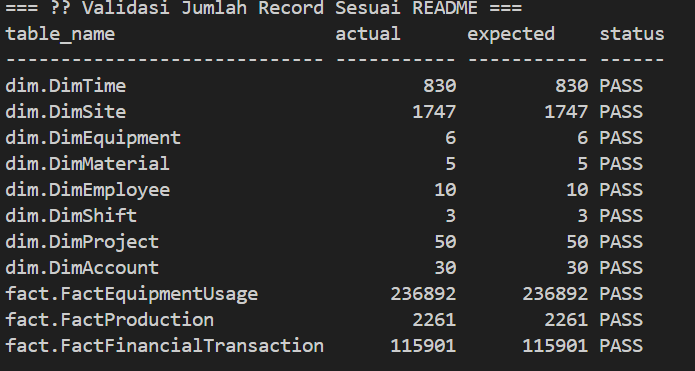 === ?? Validasi Jumlah Record Sesuai README ===
table_name                    actual      expected    status
----------------------------- ----------- ----------- ------
dim.DimTime                           830         830 PASS
dim.DimSite                          1747        1747 PASS
dim.DimEquipment                        6           6 PASS
dim.DimMaterial                         5           5 PASS
dim.DimEmployee                        10          10 PASS
dim.DimShift                            3           3 PASS
dim.DimProject                         50          50 PASS
dim.DimAccount                         30          30 PASS
fact.FactEquipmentUsage            236892      236892 PASS
fact.FactProduction                  2261        2261 PASS
fact.FactFinancialTransaction      115901      115901 PASS